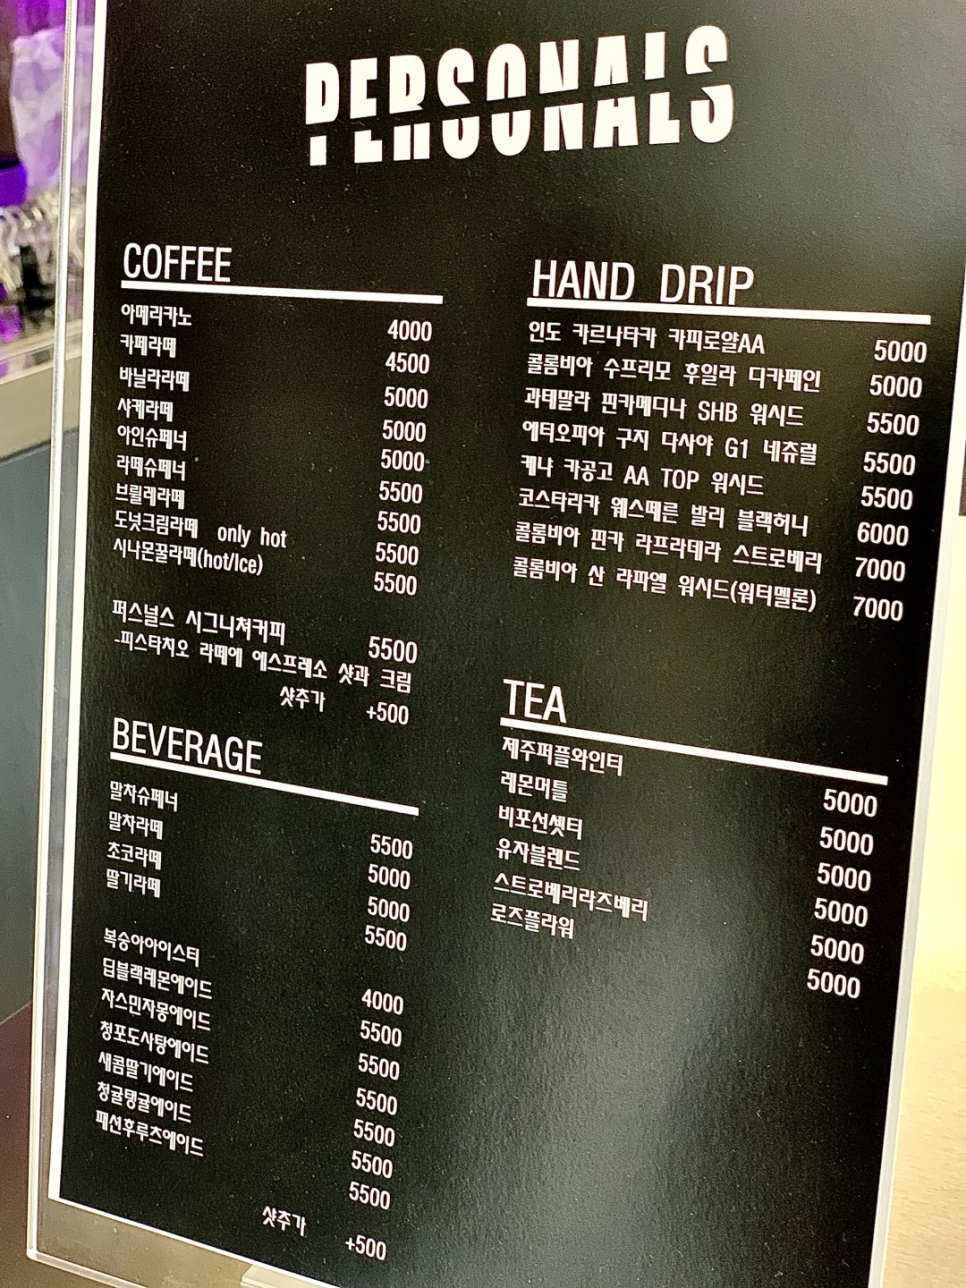 PERSONALS
COFFEE
아메리카노 4000
카페라떼 4500
바닐라라떼 5000
샤케라떼 5000
아인슈페너 5000
라떼슈페너 5500
브륄레라떼 5500
도넛크림라떼 only hot 5500
시나몬꿀라떼(hot/Ice) 5500
퍼스널스 시그니쳐커피 5500
-피스타치오 라떼에 에스프레소 샷과 크림
샷추가 +500
BEVERAGE
말차슈페너 5500
말차라떼 5000
초코라떼 5000
딸기라떼 5500
복숭아아이스티 4000
딥블랙레몬에이드 5500
자스민자몽에이드 5500
청포도사탕에이드 5500
새콤딸기에이드 5500
청귤탱귤에이드 5500
패션후루츠에이드 5500
샷추가 +500
HAND DRIP
인도 카르나타카 카피로얄AA 5000
콜롬비아 수프리모 후일라 디카페인 5000
과테말라 핀카메디나 SHB 워시드 5500
에티오피아 구지 다사야 G1 네츄럴 5500
케냐 카공고 AA TOP 워시드 5500
코스타리카 웨스떼른 발리 블랙허니 6000
콜롬비아 핀카 라프라데라 스트로베리 7000
콜롬비아 산 라파엘 워시드(워터멜론) 7000
TEA
제주퍼플와인티 5000
레몬머틀 5000
비포선셋티 5000
유자블렌드 5000
스트로베리라즈베리 5000
로즈플라워 5000